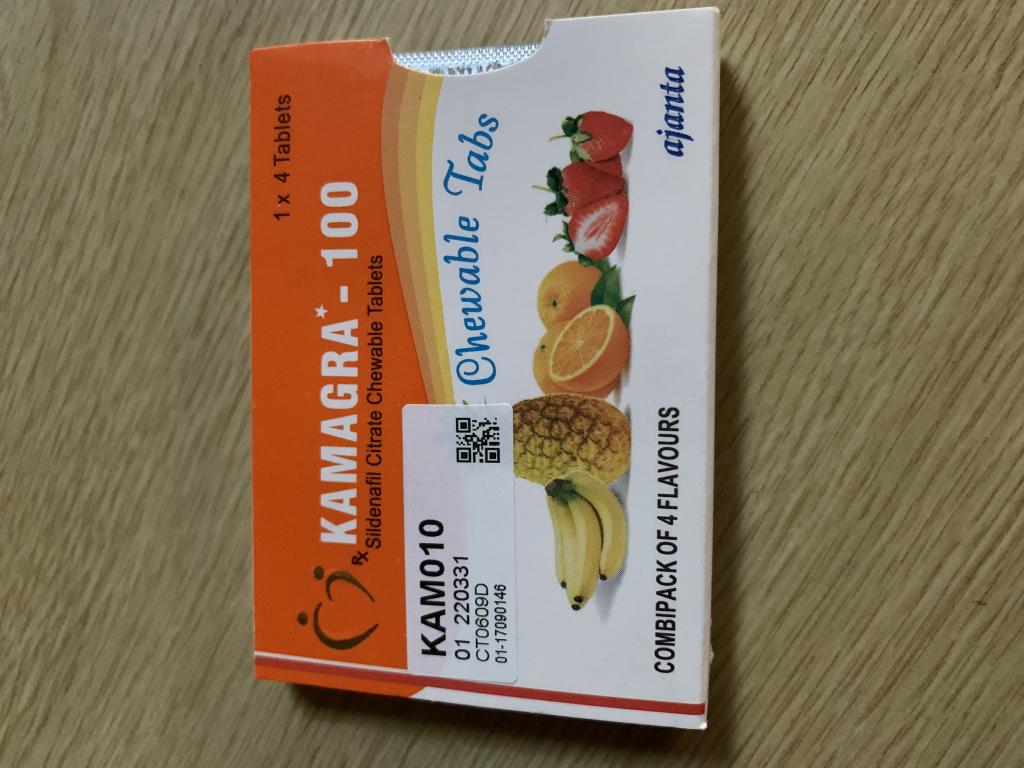 1 x 4 Tablets
℞ KAMAGRA* - 100
Sildenafil Citrate Chewable Tablets
Chewable Tabs
KAM010
01 220331
CT0609D
01-17090146
COMBIPACK OF 4 FLAVOURS
ajanta